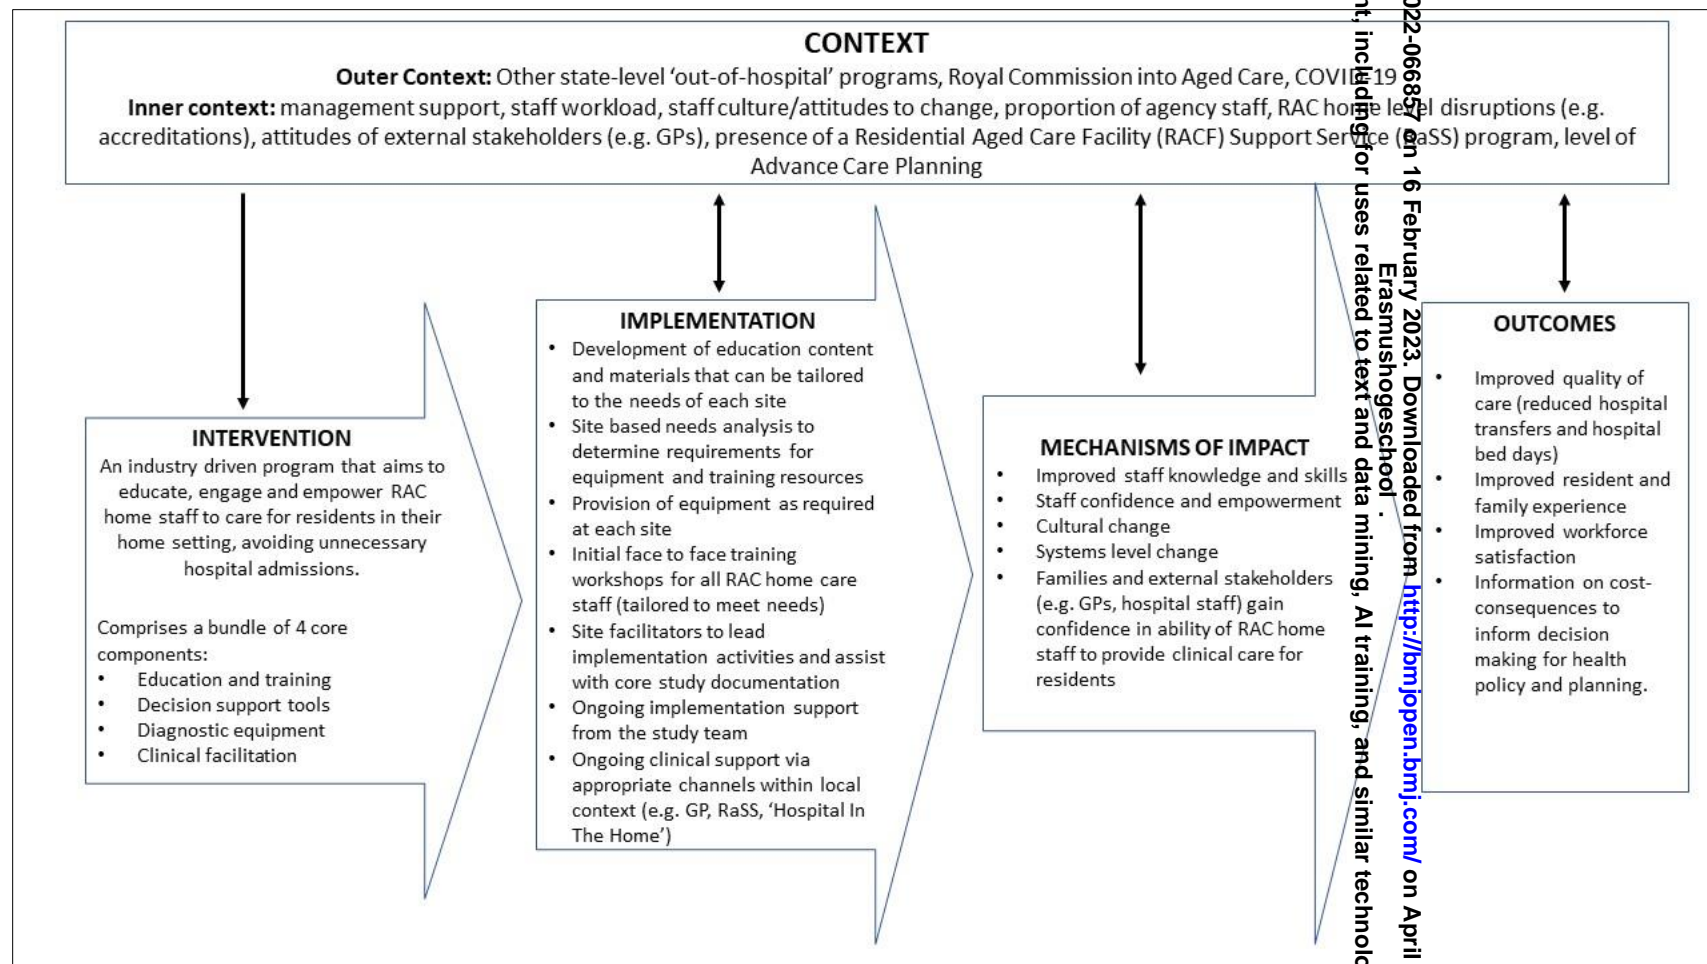 CONTEXT
Outer Context: Other state-level ‘out-of-hospital’ programs, Royal Commission into Aged Care, COVID-19
Inner context: management support, staff workload, staff culture/attitudes to change, proportion of agency staff, RAC home level disruptions (e.g.
accreditations), attitudes of external stakeholders (e.g. GPs), presence of a Residential Aged Care Facility (RACF) Support Service (RaSS) program, level of
Advance Care Planning
INTERVENTION
An industry driven program that aims to
educate, engage and empower RAC
home staff to care for residents in their
home setting, avoiding unnecessary
hospital admissions.
Comprises a bundle of 4 core
components:
• Education and training
• Decision support tools
• Diagnostic equipment
• Clinical facilitation
IMPLEMENTATION
• Development of education content
and materials that can be tailored
to the needs of each site
• Site based needs analysis to
determine requirements for
equipment and training resources
• Provision of equipment as required
at each site
• Initial face to face training
workshops for all RAC home care
staff (tailored to meet needs)
• Site facilitators to lead
implementation activities and assist
with core study documentation
• Ongoing implementation support
from the study team
• Ongoing clinical support via
appropriate channels within local
context (e.g. GP, RaSS, ‘Hospital In
The Home’)
MECHANISMS OF IMPACT
• Improved staff knowledge and skills
• Staff confidence and empowerment
• Cultural change
• Systems level change
• Families and external stakeholders
(e.g. GPs, hospital staff) gain
confidence in ability of RAC home
staff to provide clinical care for
residents
OUTCOMES
• Improved quality of
care (reduced hospital
transfers and hospital
bed days)
• Improved resident and
family experience
• Improved workforce
satisfaction
• Information on cost-
consequences to
inform decision
making for health
policy and planning.
022-066857 on 16 February 2023. Downloaded from http://bmjopen.bmj.com/ on April
Erasmushogeschool .
nt, including for uses related to text and data mining, AI training, and similar technolo